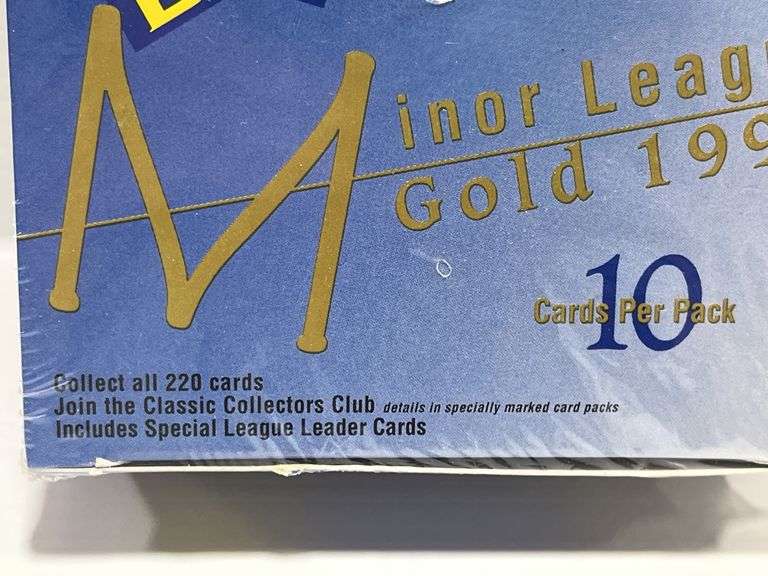 Minor Leag
Gold 199
10
Cards Per Pack
Collect all 220 cards
Join the Classic Collectors Club details in specially marked card packs
Includes Special League Leader Cards